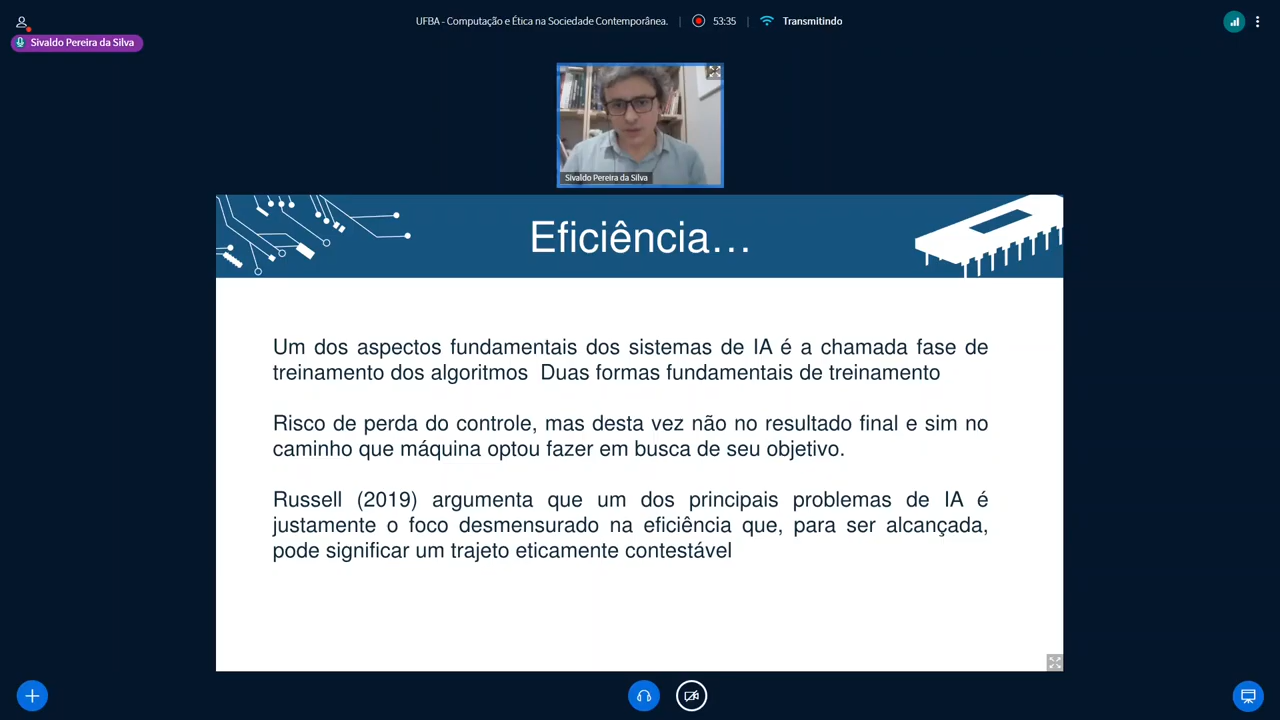 UFBA - Computação e Ética na Sociedade Contemporânea.
53:35
Transmitindo
Sivaldo Pereira da Silva
Sivaldo Pereira da Silva
Eficiência...
Um dos aspectos fundamentais dos sistemas de IA é a chamada fase de
treinamento dos algoritmos Duas formas fundamentais de treinamento
Risco de perda do controle, mas desta vez não no resultado final e sim no
caminho que máquina optou fazer em busca de seu objetivo.
Russell (2019) argumenta que um dos principais problemas de IA é
justamente o foco desmensurado na eficiência que, para ser alcançada,
pode significar um trajeto eticamente contestável